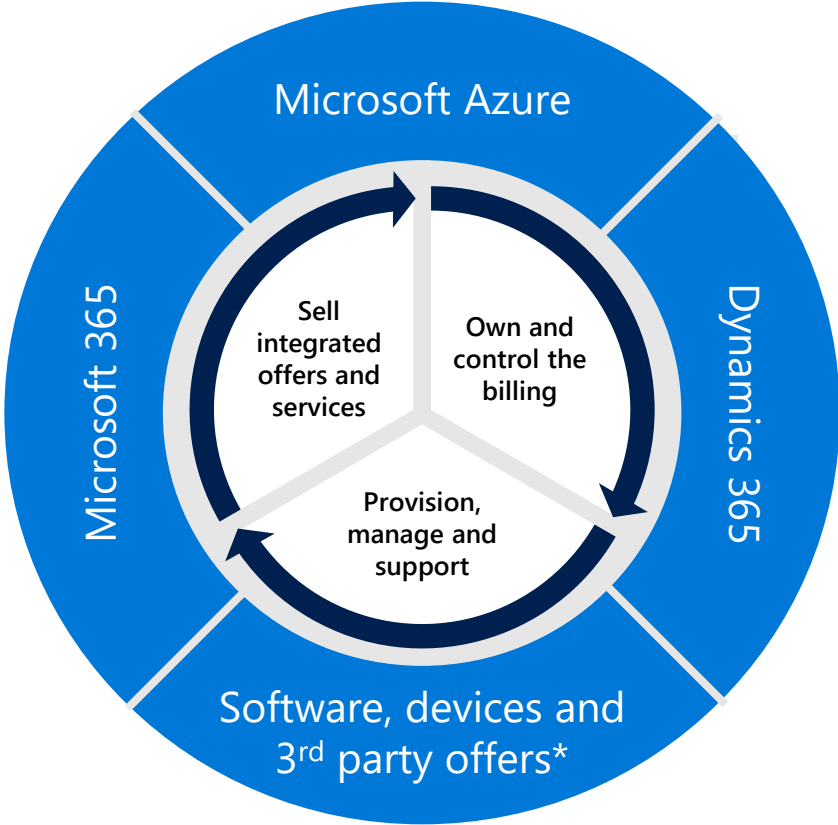 Microsoft Azure
Microsoft 365
Sell
integrated
offers and
services
Own and
control the
billing
Dynamics 365
Provision,
manage and
support
Software, devices and
3rd party offers*